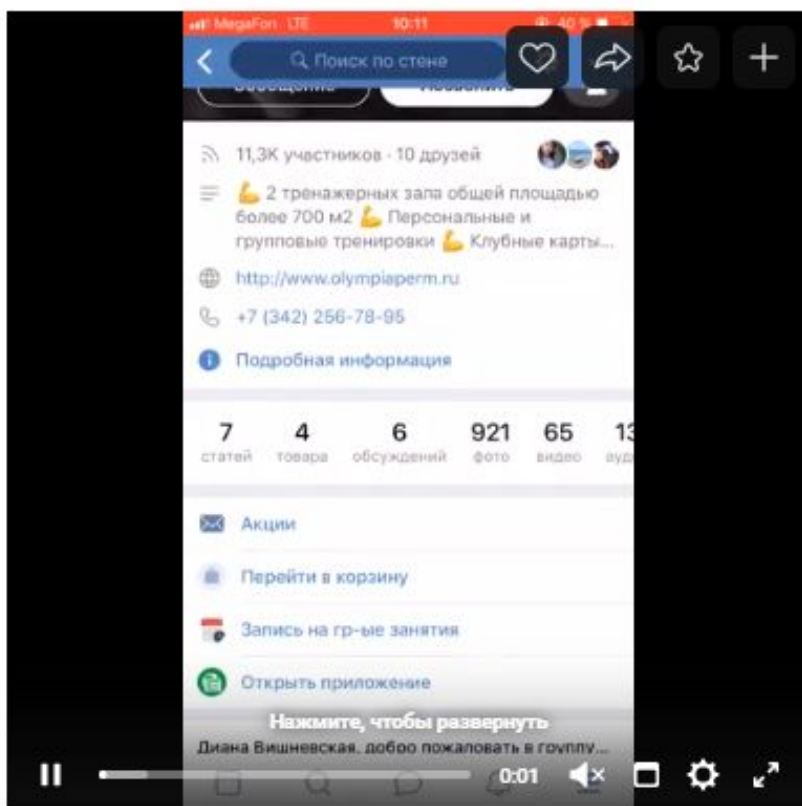 MegaFon LTE 10:11 40 %
Поиск по стене
11,3K участников · 10 друзей
💪 2 тренажерных зала общей площадью
более 700 м2 💪 Персональные и
групповые тренировки 💪 Клубные карты...
http://www.olympiaperm.ru
+7 (342) 256-78-95
Подробная информация
7 4 6 921 65 13
статей товара обсуждений фото видео ауд
Акции
Перейти в корзину
Запись на гр-ые занятия
Открыть приложение
Нажмите, чтобы развернуть
Диана Вишневская, добро пожаловать в группу...
0:01